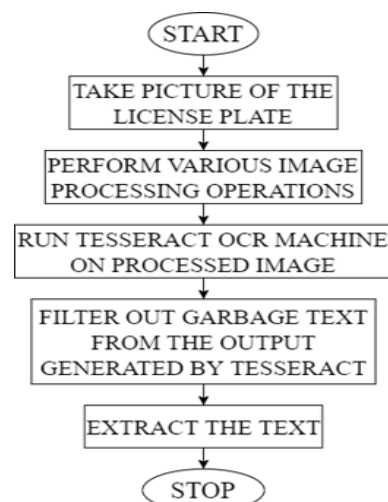 START
TAKE PICTURE OF THE
LICENSE PLATE
PERFORM VARIOUS IMAGE
PROCESSING OPERATIONS
RUN TESSERACT OCR MACHINE
ON PROCESSED IMAGE
FILTER OUT GARBAGE TEXT
FROM THE OUTPUT
GENERATED BY TESSERACT
EXTRACT THE TEXT
STOP